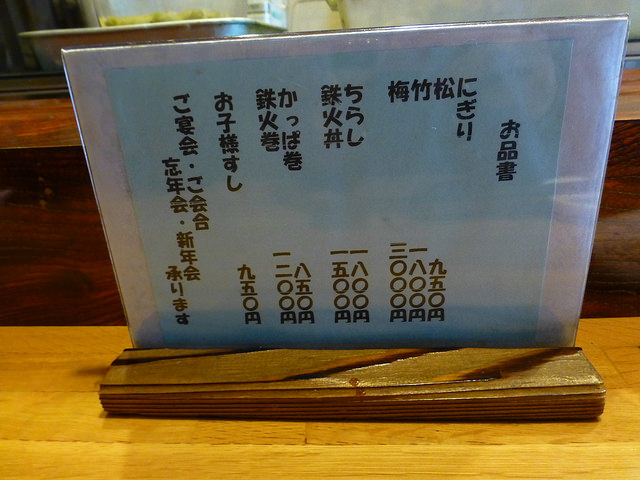 お品書
にぎり
松 九五〇円
竹 一八〇〇円
梅 三〇〇〇円
ちらし 一八〇〇円
鉄火丼 一五〇〇円
かっぱ巻 八五〇円
鉄火巻 一二〇〇円
お子様すし 九五〇円
ご宴会・ご会合
忘年会・新年会
承ります